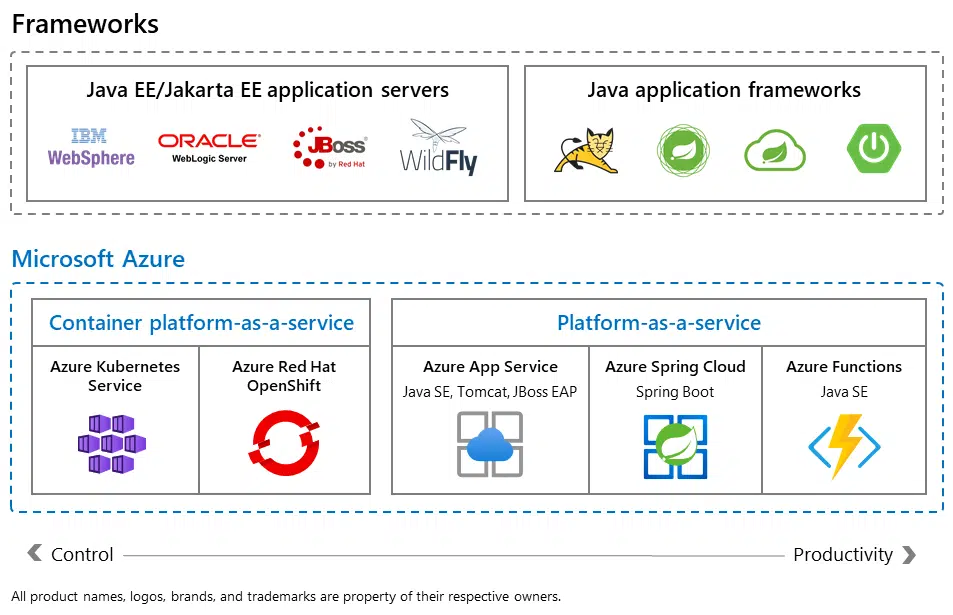 Frameworks
Java EE/Jakarta EE application servers
Java application frameworks
IBM
WebSphere
ORACLE®
WebLogic Server
JBoss®
by Red Hat
WildFly
Microsoft Azure
Container platform-as-a-service
Platform-as-a-service
Azure Kubernetes
Service
Azure Red Hat
OpenShift
Azure App Service
Java SE, Tomcat, JBoss EAP
Azure Spring Cloud
Spring Boot
Azure Functions
Java SE
Control
Productivity
All product names, logos, brands, and trademarks are property of their respective owners.